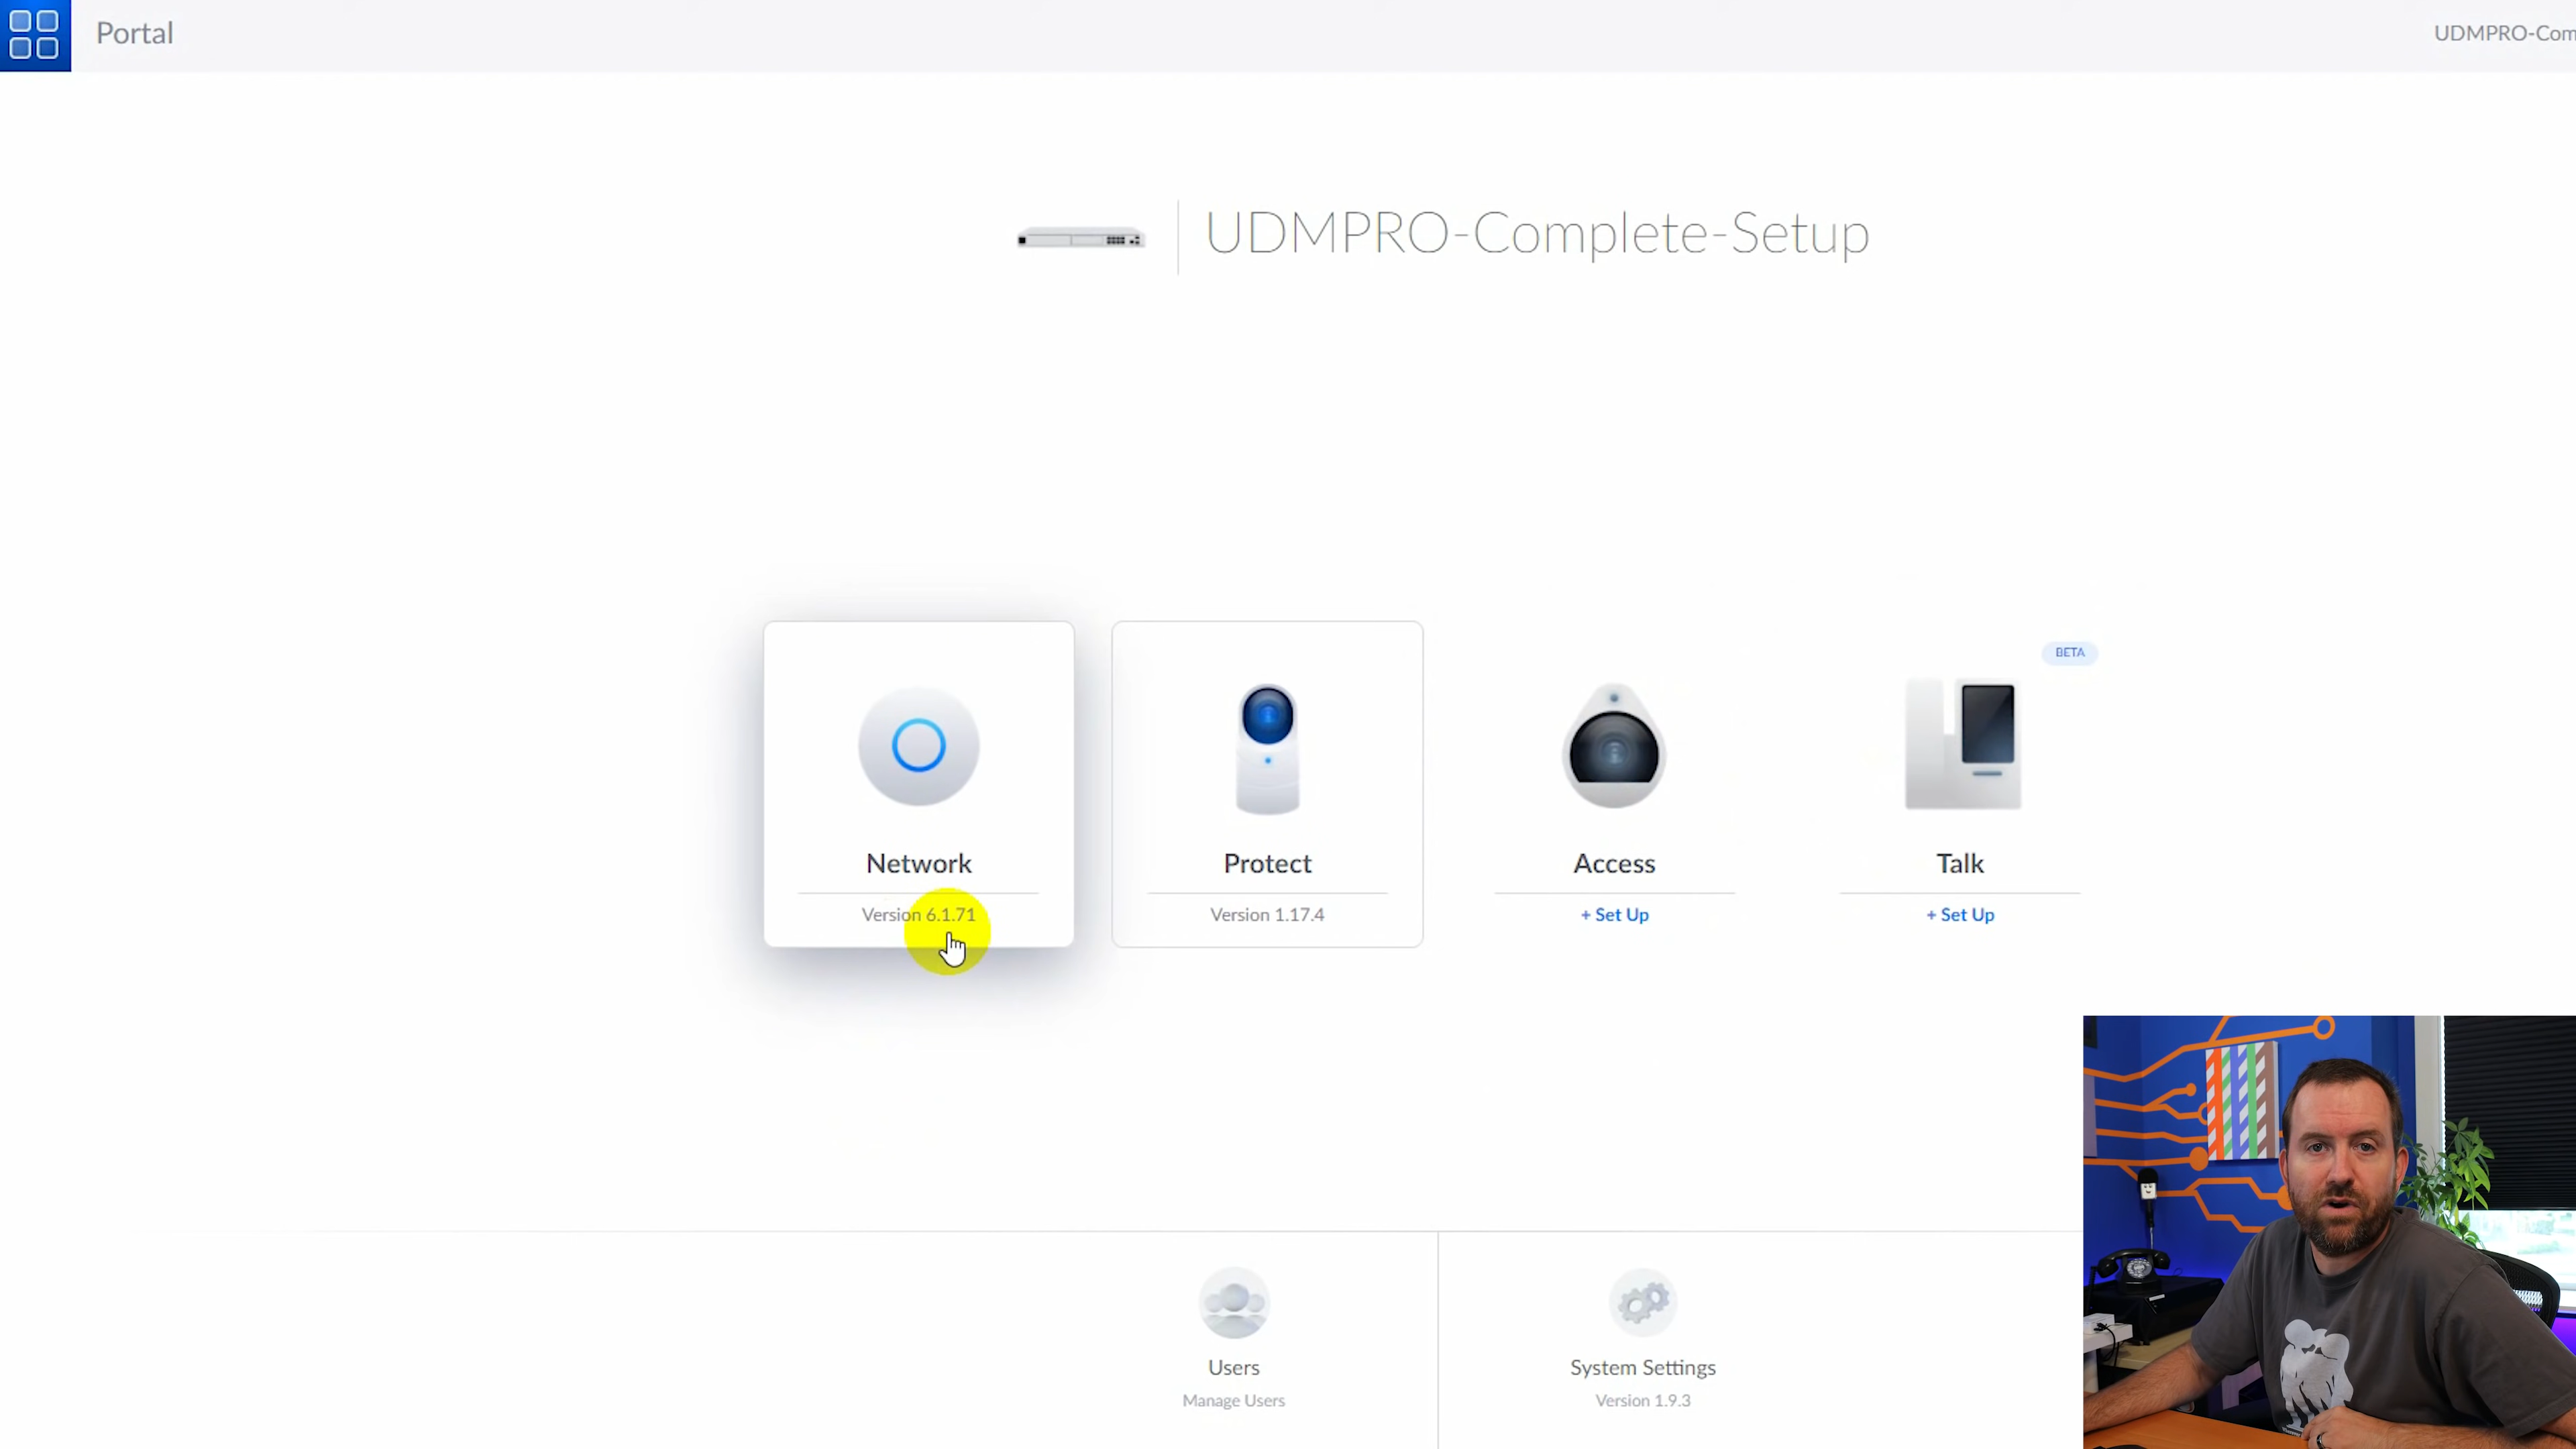 Portal
UDMPRO-Com
UDMPRO-Complete-Setup
BETA
Network
Version 6.1.71
Protect
Version 1.17.4
Access
+ Set Up
Talk
+ Set Up
Users
Manage Users
System Settings
Version 1.9.3